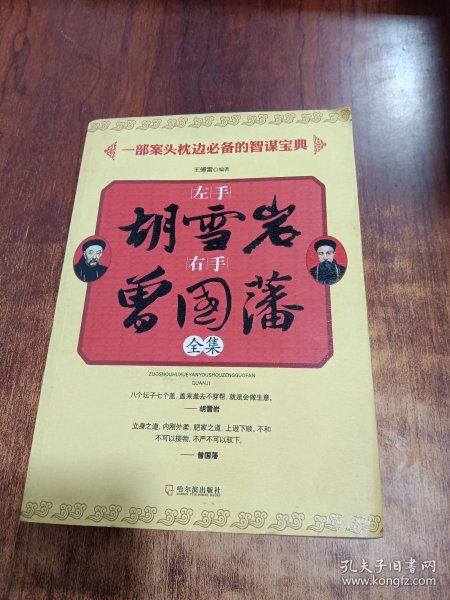 一部案头枕边必备的智谋宝典
王傅雷◎编著
左手
胡雪岩
右手
曾国藩
全集
ZUOSHOUHUXUEYANYOUSHOUZENGGUOFAN
QUANJI
八个坛子七个盖，盖来盖去不穿帮，就是会做生意。
——胡雪岩
立身之道，内刚外柔，肥家之道，上逊下顺。不和
不可以接物，不严不可以驭下。
——曾国藩
哈尔滨出版社
HARBIN PUBLISHING HOUSE
孔夫子旧书网
www.kongfz.com